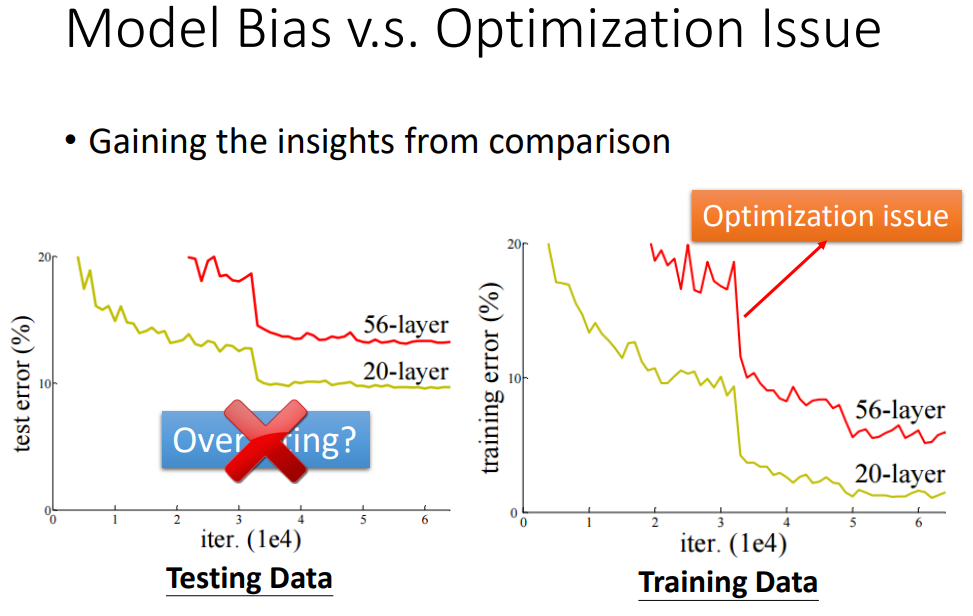 Model Bias v.s. Optimization Issue
• Gaining the insights from comparison
Optimization issue
20
10
0
test error (%)
56-layer
20-layer
Over ing?
0 1 2 3 4 5 6
iter. (1e4)
Testing Data
20
10
0
training error (%)
56-layer
20-layer
0 1 2 3 4 5 6
iter. (1e4)
Training Data